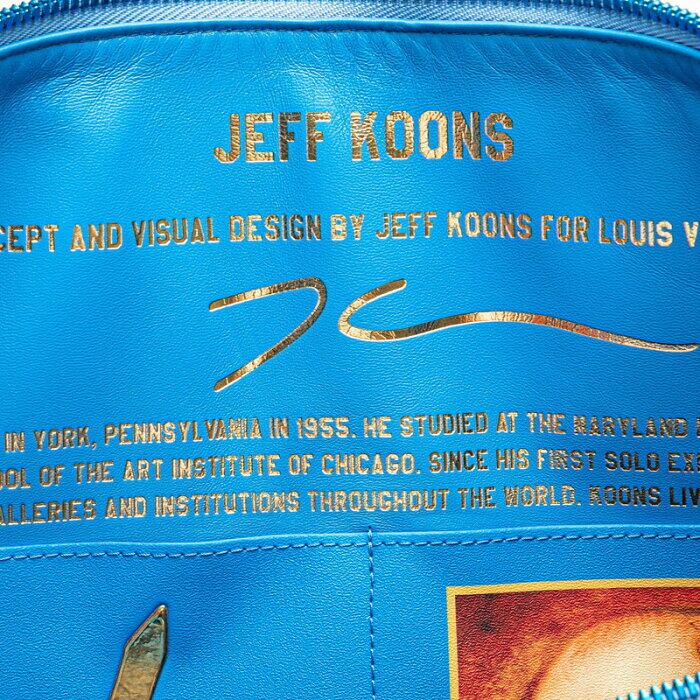 JEFF KOONS
CEPT AND VISUAL DESIGN BY JEFF KOONS FOR LOUIS V
IN YORK, PENNSYLVANIA IN 1955. HE STUDIED AT THE MARYLAND
OOL OF THE ART INSTITUTE OF CHICAGO. SINCE HIS FIRST SOLO EX
ALLERIES AND INSTITUTIONS THROUGHOUT THE WORLD. KOONS LIV